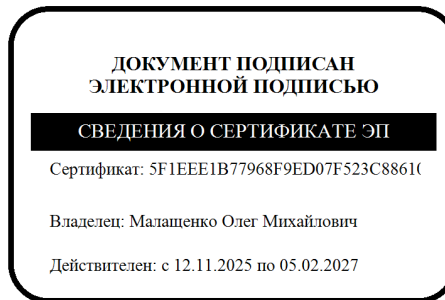 ДОКУМЕНТ ПОДПИСАН
ЭЛЕКТРОННОЙ ПОДПИСЬЮ
СВЕДЕНИЯ О СЕРТИФИКАТЕ ЭП
Сертификат: 5F1EEE1B77968F9ED07F523C8861(
Владелец: Малащенко Олег Михайлович
Действителен: с 12.11.2025 по 05.02.2027